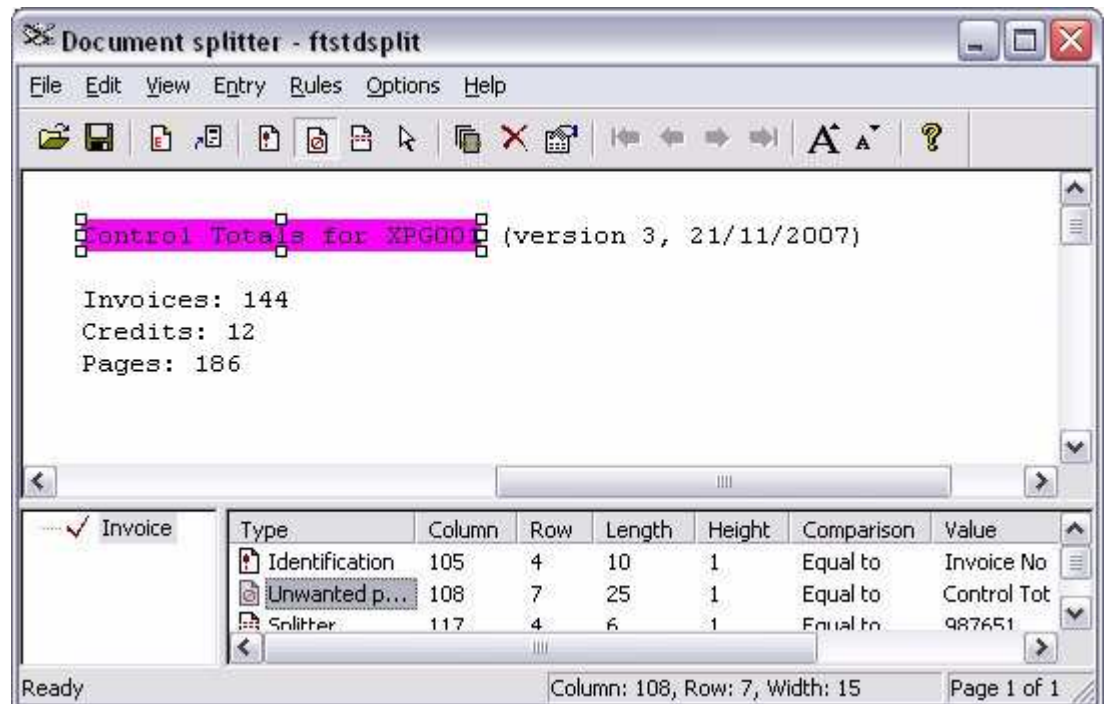 Document splitter - ftstdsplit
File Edit View Entry Rules Options Help
Control Totals for XPG001 (version 3, 21/11/2007)
Invoices: 144
Credits: 12
Pages: 186
Invoice
Type Column Row Length Height Comparison Value
Identification 105 4 10 1 Equal to Invoice No
Unwanted p... 108 7 25 1 Equal to Control Tot
Splitter 117 4 6 1 Equal to 987651
Ready Column: 108, Row: 7, Width: 15 Page 1 of 1